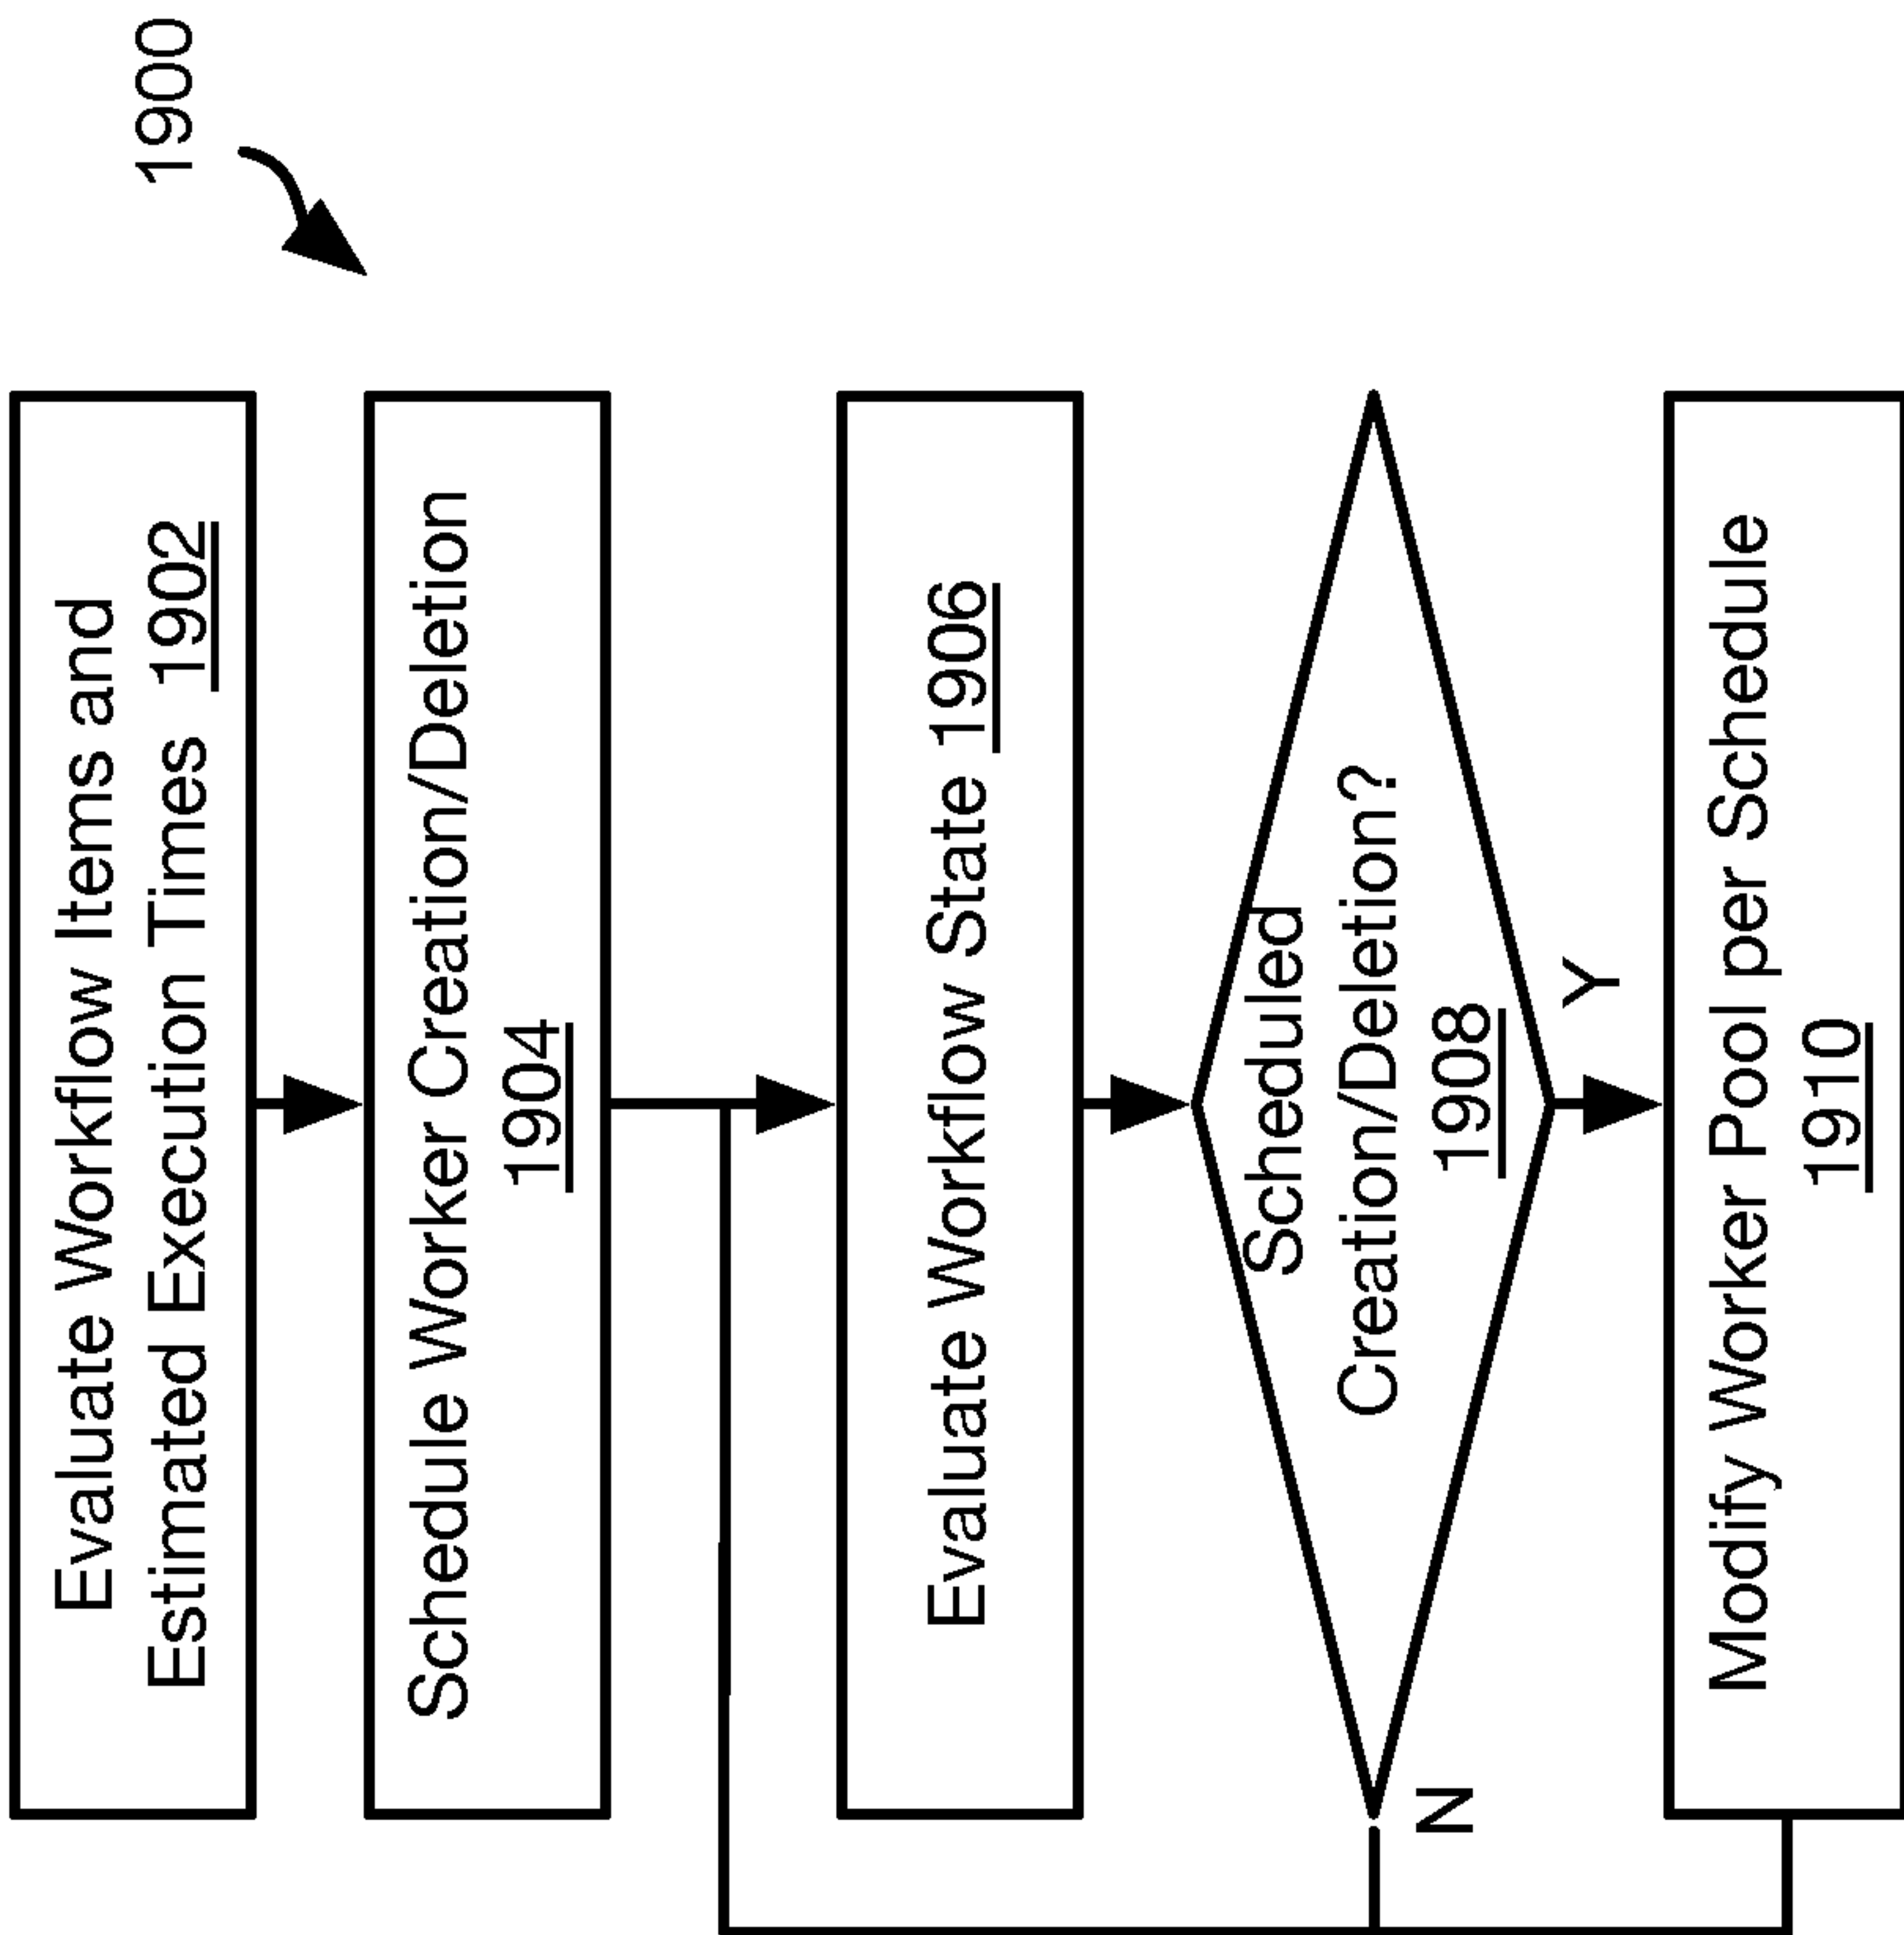 1900
Evaluate Workflow Items and
Estimated Execution Times 1902
Schedule Worker Creation/Deletion
1904
Evaluate Workflow State 1906
Scheduled
Creation/Deletion?
1908
N
Y
Modify Worker Pool per Schedule
1910